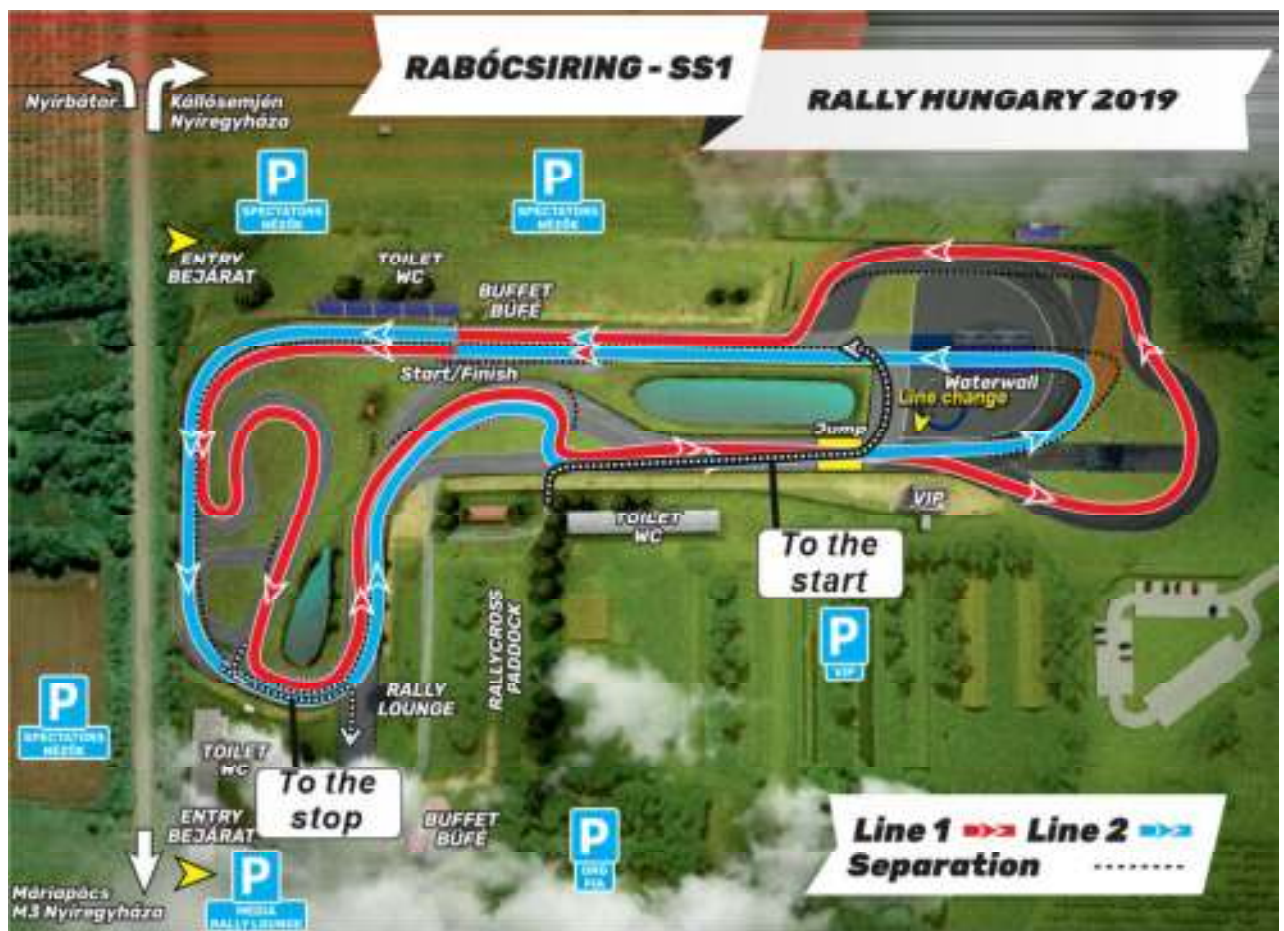 RABÓCSIRING - SS1
RALLY HUNGARY 2019
Nyírbátor
Kállósemjén
Nyíregyháza
P
SPECTATORS
NÉZŐK
P
SPECTATORS
NÉZŐK
ENTRY
BEJÁRAT
TOILET
WC
BUFFET
BÜFÉ
Start/Finish
Waterwall
Line change
Jump
VIP
TOILET
WC
To the
start
P
VIP
RALLYCROSS
PADDOCK
RALLY
LOUNGE
P
SPECTATORS
NÉZŐK
TOILET
WC
To the
stop
ENTRY
BEJÁRAT
BUFFET
BÜFÉ
P
ORG
FIA
Line 1 Line 2
Separation
P
MEDIA
RALLY LOUNGE
Máriapócs
M3 Nyíregyháza